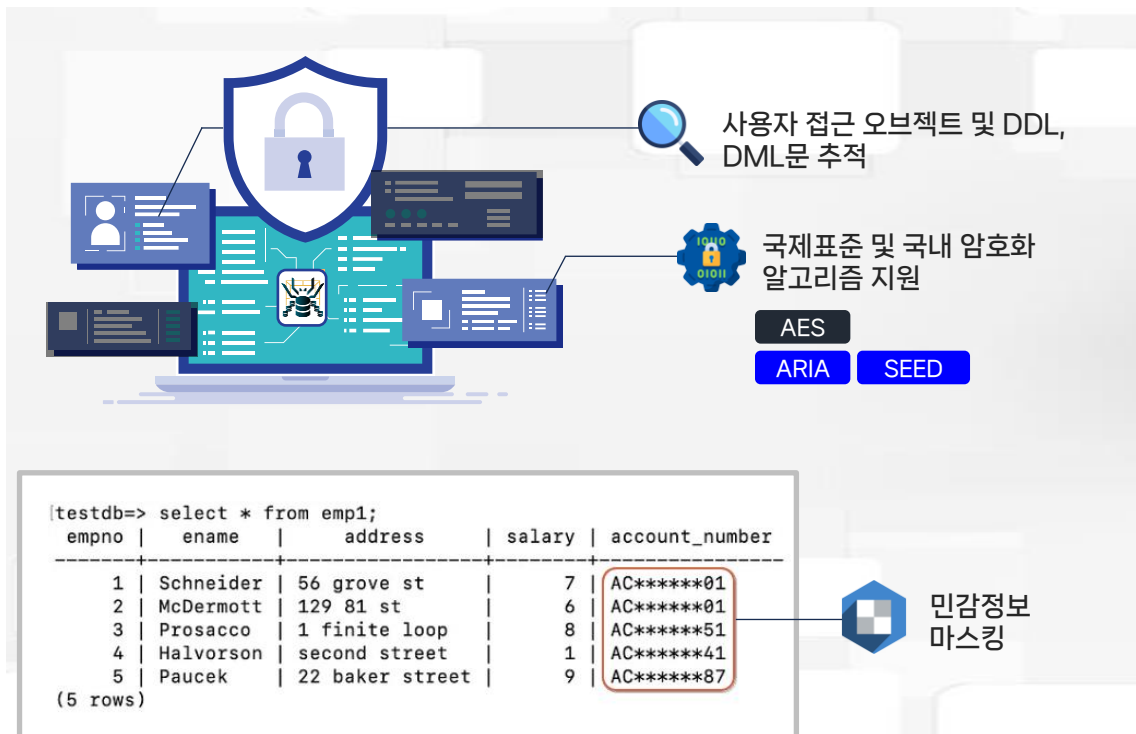 사용자 접근 오브젝트 및 DDL,
DML문 추적
10110
01011
국제표준 및 국내 암호화
알고리즘 지원
AES
ARIA SEED
testdb=> select * from emp1;
empno | ename | address | salary | account_number
-------+-----------+------------------+--------+----------------
1 | Schneider | 56 grove st | 7 | AC******01
2 | McDermott | 129 81 st | 6 | AC******01
3 | Prosacco | 1 finite loop | 8 | AC******51
4 | Halvorson | second street | 1 | AC******41
5 | Paucek | 22 baker street | 9 | AC******87
(5 rows)
민감정보
마스킹